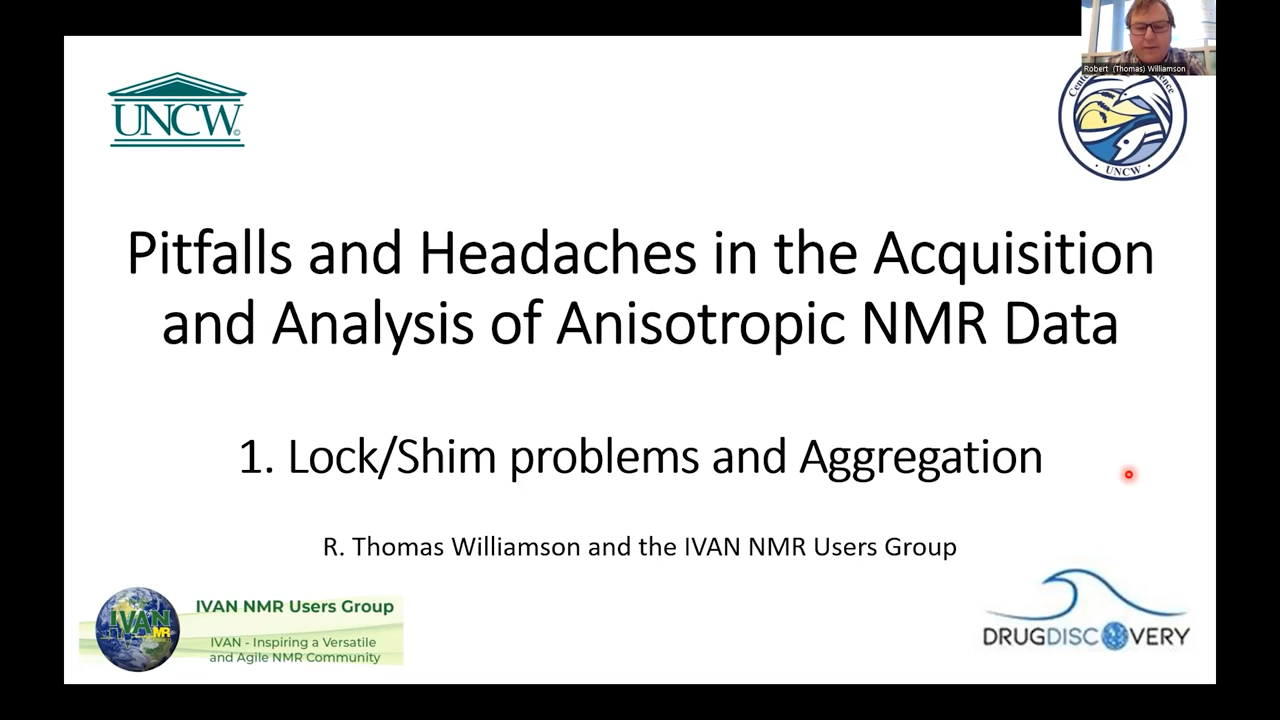 Robert (Thomas) Williamson
UNCW
©
UNCW
Pitfalls and Headaches in the Acquisition
and Analysis of Anisotropic NMR Data
1. Lock/Shim problems and Aggregation
R. Thomas Williamson and the IVAN NMR Users Group
IVAN
MR
IVAN NMR Users Group
IVAN - Inspiring a Versatile
and Agile NMR Community
DRUGDISCOVERY